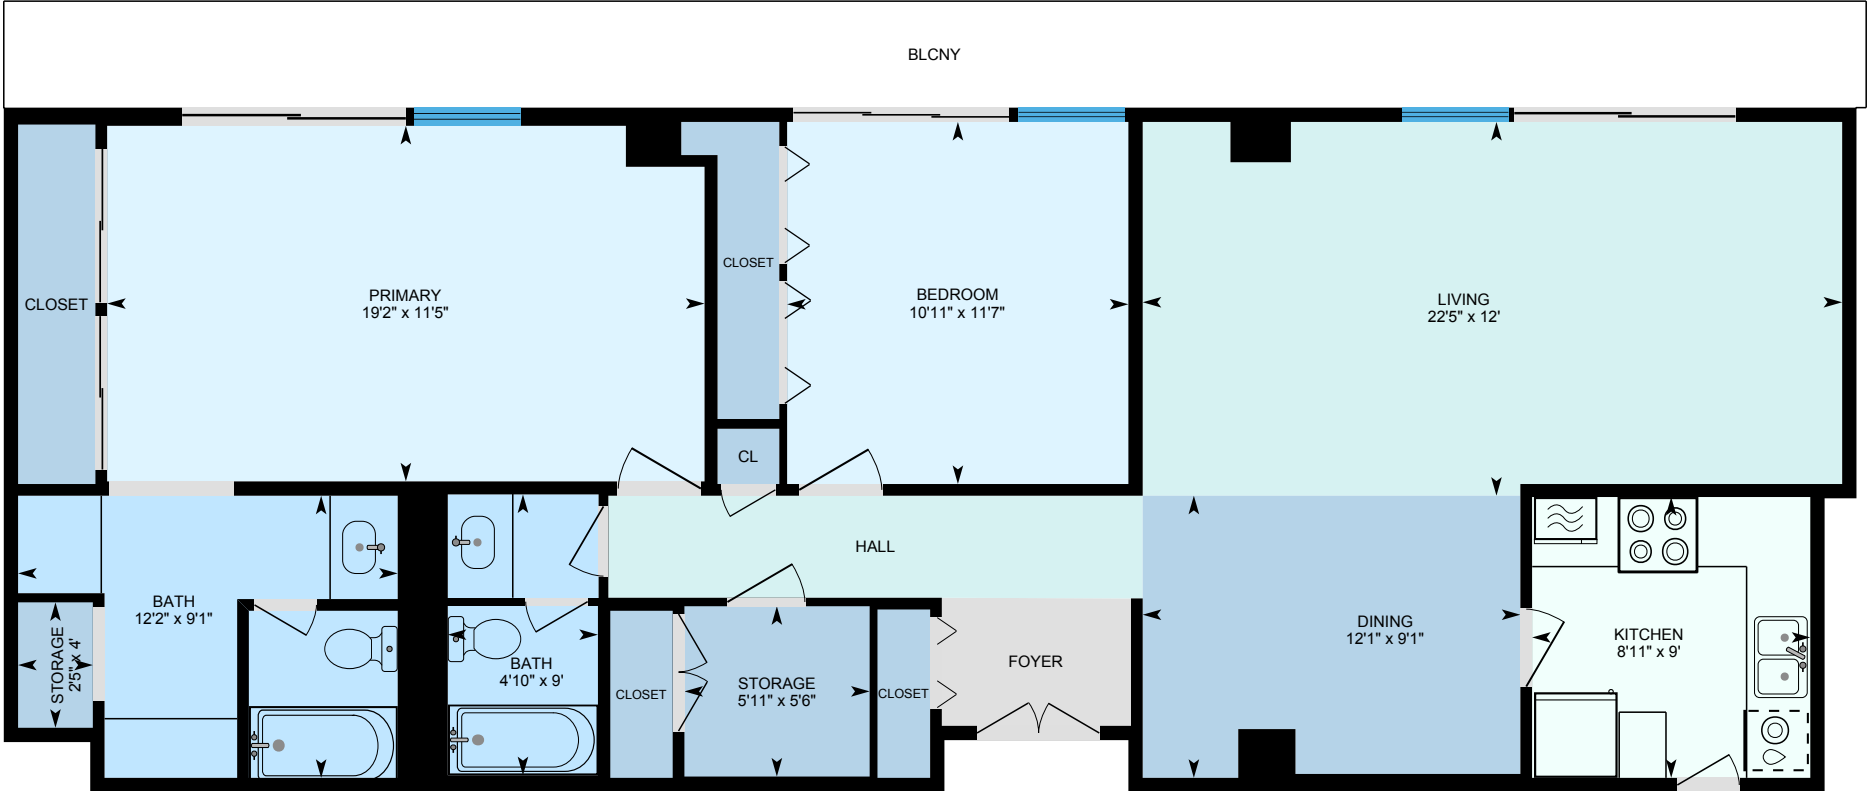 BLCNY
CLOSET
PRIMARY
19'2" x 11'5"
CLOSET
BEDROOM
10'11" x 11'7"
LIVING
22'5" x 12'
CL
HALL
BATH
12'2" x 9'1"
STORAGE
2'5" x 4'
BATH
4'10" x 9'
CLOSET
STORAGE
5'11" x 5'6"
CLOSET
FOYER
DINING
12'1" x 9'1"
KITCHEN
8'11" x 9'